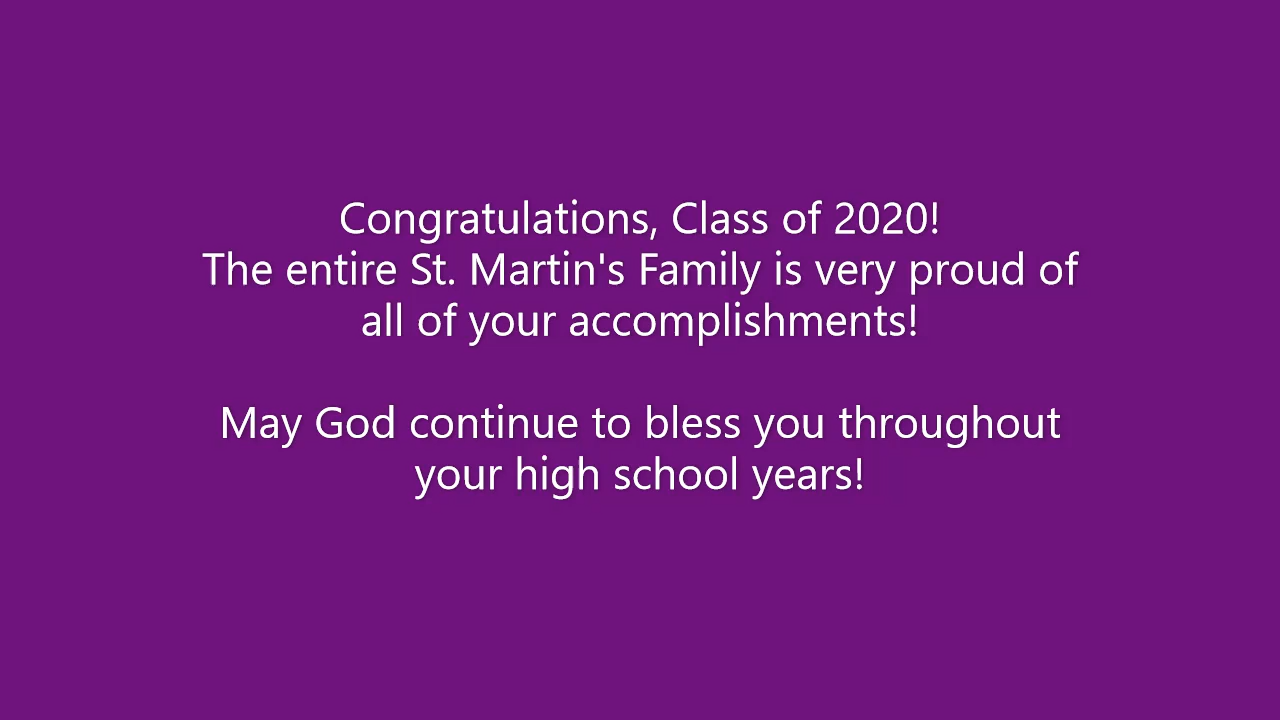 Congratulations, Class of 2020!
The entire St. Martin's Family is very proud of
all of your accomplishments!
May God continue to bless you throughout
your high school years!